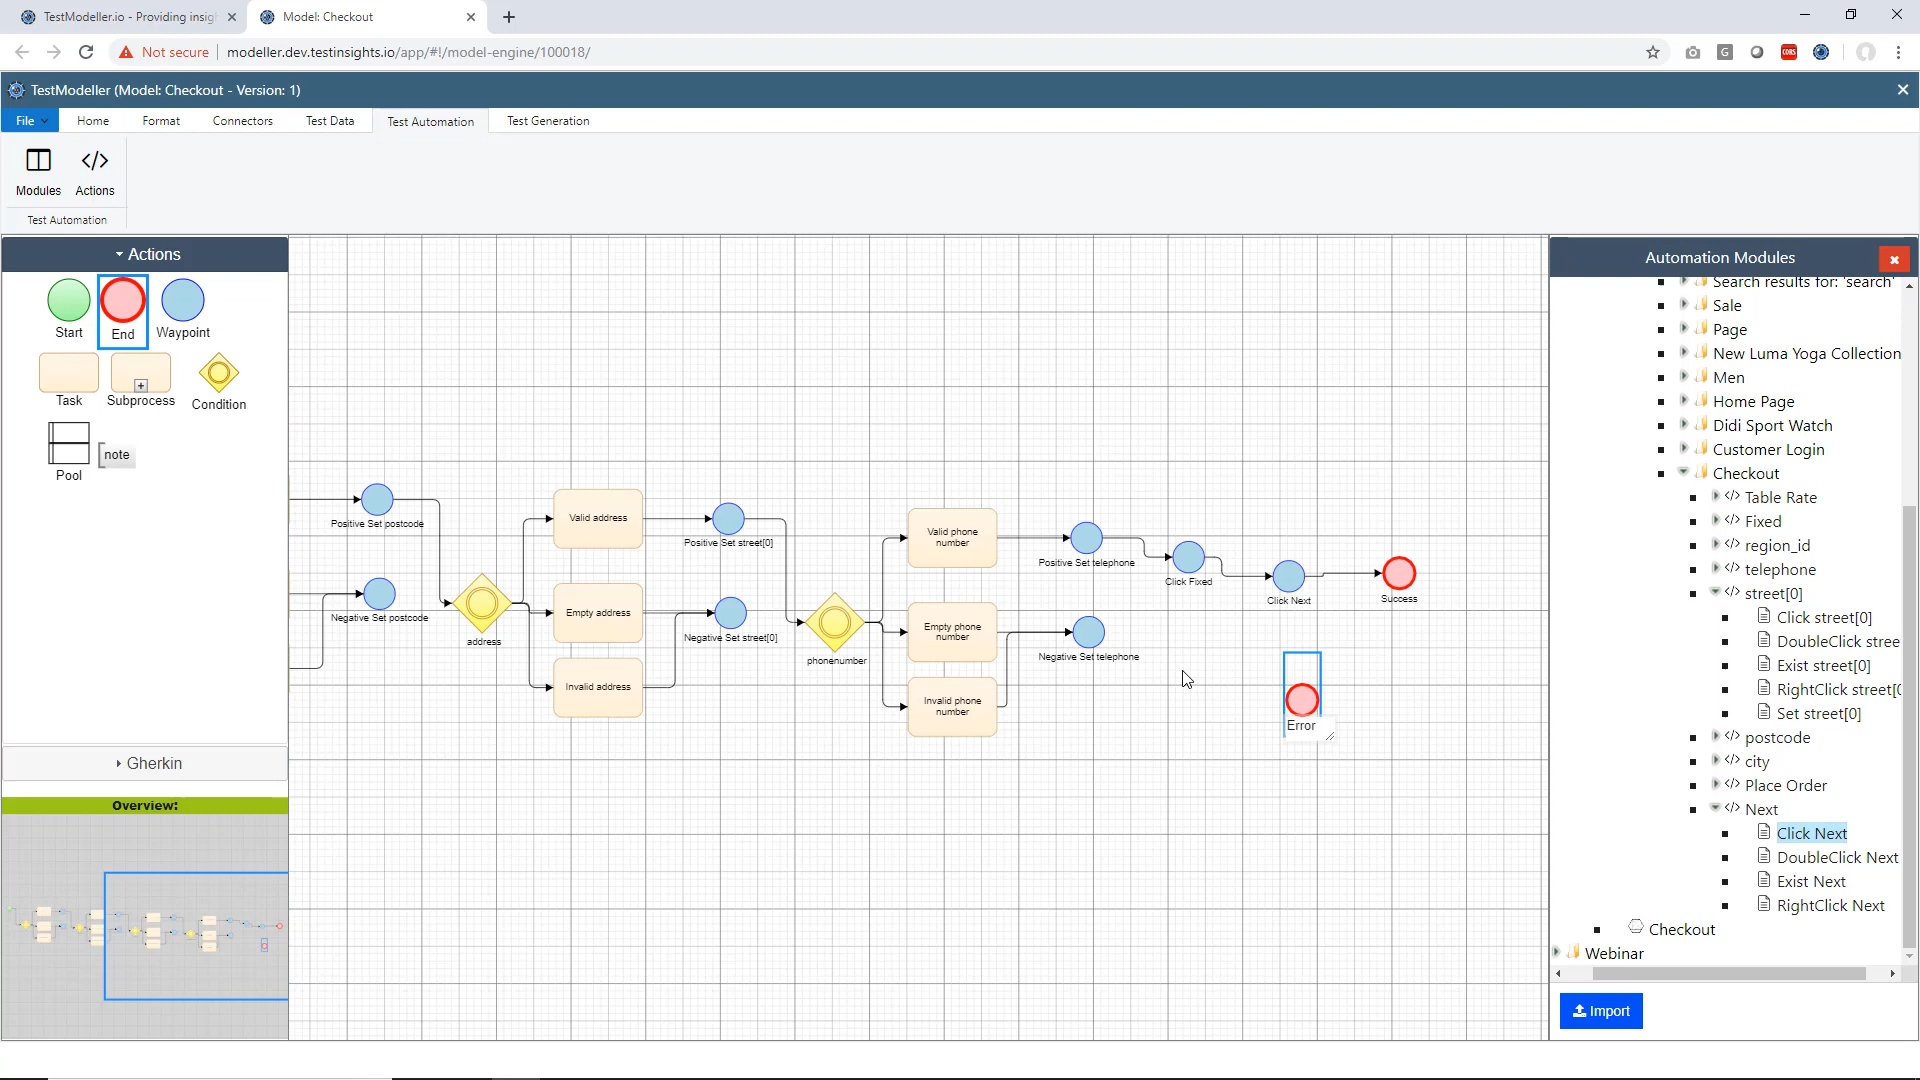 TestModeller.io - Providing insig
Model: Checkout
Not secure
modeller.dev.testinsights.io/app/#!/model-engine/100018/
G
CORS
TestModeller (Model: Checkout - Version: 1)
File
Home
Format
Connectors
Test Data
Test Automation
Test Generation
Modules
Actions
Test Automation
Actions
Start
End
Waypoint
Task
Subprocess
Condition
Pool
note
Gherkin
Overview:
Positive Set postcode
Negative Set postcode
address
Valid address
Empty address
Invalid address
Positive Set street[0]
Negative Set street[0]
phonenumber
Valid phone
number
Empty phone
number
Invalid phone
number
Positive Set telephone
Negative Set telephone
Click Fixed
Click Next
Success
Error
Automation Modules
Search results for: 'search'
Sale
Page
New Luma Yoga Collection
Men
Home Page
Didi Sport Watch
Customer Login
Checkout
Table Rate
Fixed
region_id
telephone
street[0]
Click street[0]
DoubleClick stree
Exist street[0]
RightClick street[0
Set street[0]
postcode
city
Place Order
Next
Click Next
DoubleClick Next
Exist Next
RightClick Next
Checkout
Webinar
Import